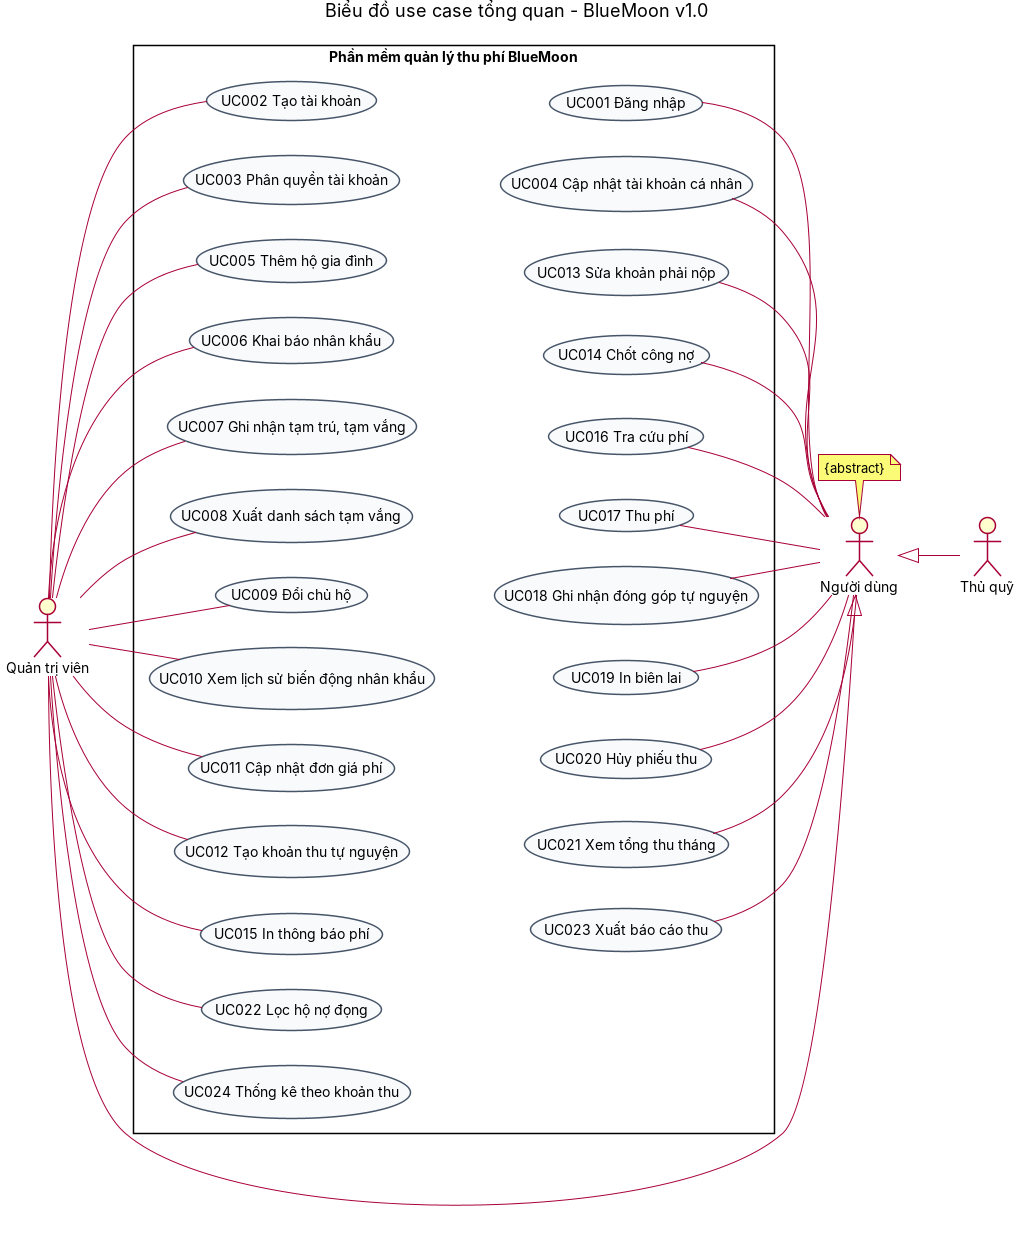 Biểu đồ use case tổng quan - BlueMoon v1.0
Phần mềm quản lý thu phí BlueMoon
UC002 Tạo tài khoản
UC001 Đăng nhập
UC003 Phân quyền tài khoản
UC004 Cập nhật tài khoản cá nhân
UC005 Thêm hộ gia đình
UC013 Sửa khoản phải nộp
UC006 Khai báo nhân khẩu
UC014 Chốt công nợ
UC007 Ghi nhận tạm trú, tạm vắng
UC016 Tra cứu phí
{abstract}
UC008 Xuất danh sách tạm vắng
UC017 Thu phí
Người dùng
Thủ quỹ
UC009 Đổi chủ hộ
UC018 Ghi nhận đóng góp tự nguyện
Quản trị viên
UC010 Xem lịch sử biến động nhân khẩu
UC019 In biên lai
UC011 Cập nhật đơn giá phí
UC020 Hủy phiếu thu
UC012 Tạo khoản thu tự nguyện
UC021 Xem tổng thu tháng
UC015 In thông báo phí
UC023 Xuất báo cáo thu
UC022 Lọc hộ nợ đọng
UC024 Thống kê theo khoản thu